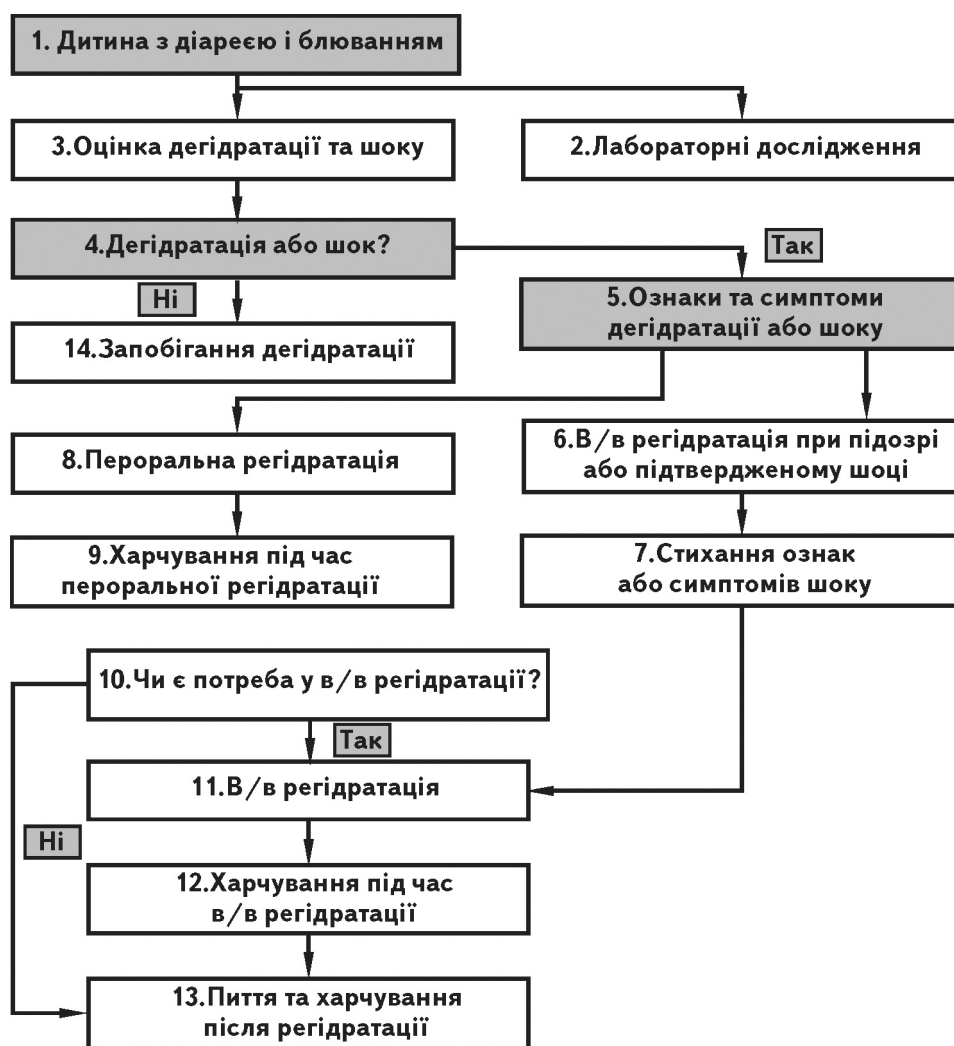 1. Дитина з діареєю і блюванням
3.Оцінка дегідратації та шоку
2.Лабораторні дослідження
4.Дегідратація або шок?
Так
Ні
5.Ознаки та симптоми
дегідратації або шоку
14.Запобігання дегідратації
8.Пероральна регідратація
6.В/в регідратація при підозрі
або підтвердженому шоці
9.Харчування під час
пероральної регідратації
7.Стихання ознак
або симптомів шоку
10.Чи є потреба у в/в регідратації?
Так
11.В/в регідратація
Ні
12.Харчування під час
в/в регідратації
13.Пиття та харчування
після регідратації